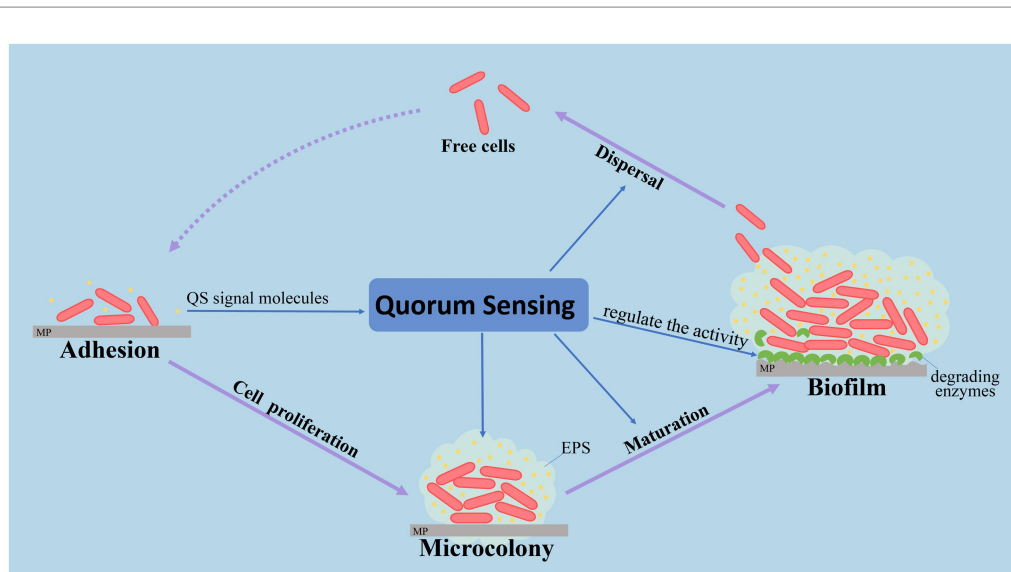 Free cells
Dispersal
QS signal molecules
Quorum Sensing
regulate the activity
MP
Adhesion
MP
Biofilm
degrading
enzymes
Cell proliferation
Maturation
EPS
MP
Microcolony